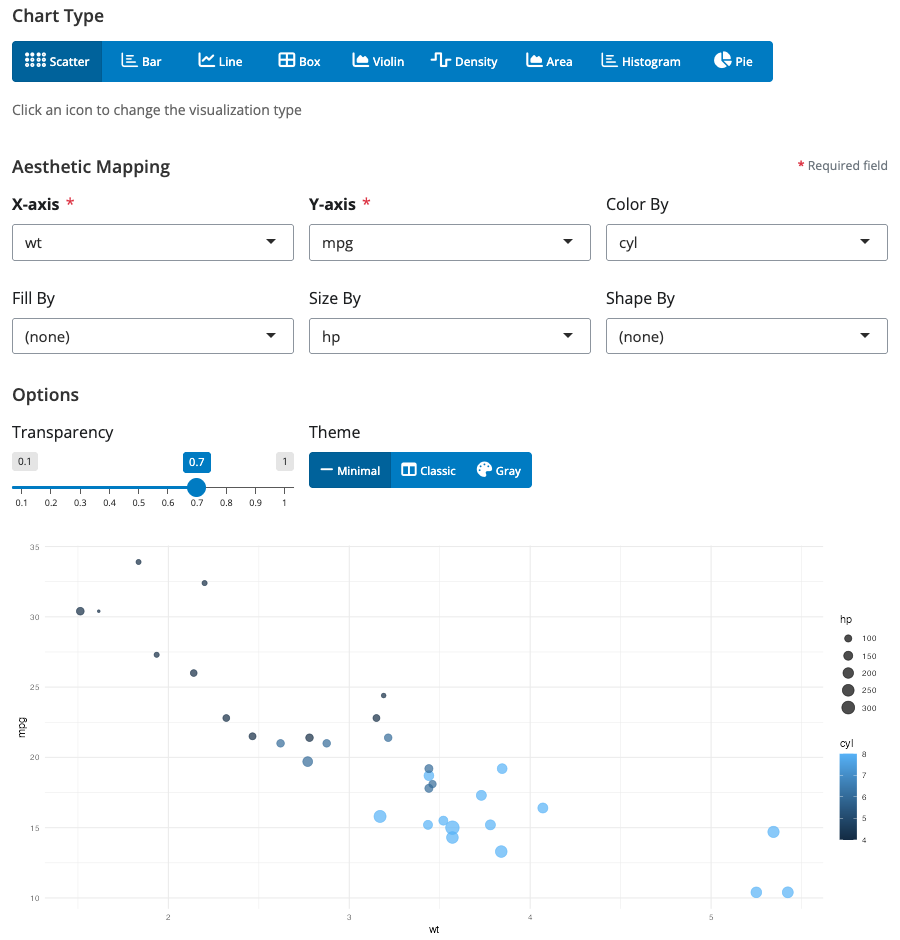 Chart Type
Scatter Bar Line Box Violin Density Area Histogram Pie
Click an icon to change the visualization type
Aesthetic Mapping * Required field
X-axis * Y-axis * Color By
wt mpg cyl
Fill By Size By Shape By
(none) hp (none)
Options
Transparency Theme
0.1 0.7 1 Minimal Classic Gray
0.1 0.2 0.3 0.4 0.5 0.6 0.7 0.8 0.9 1
35
30
25
20
15
10
mpg
2 3 4 5
wt
hp
100
150
200
250
300
cyl
8
7
6
5
4